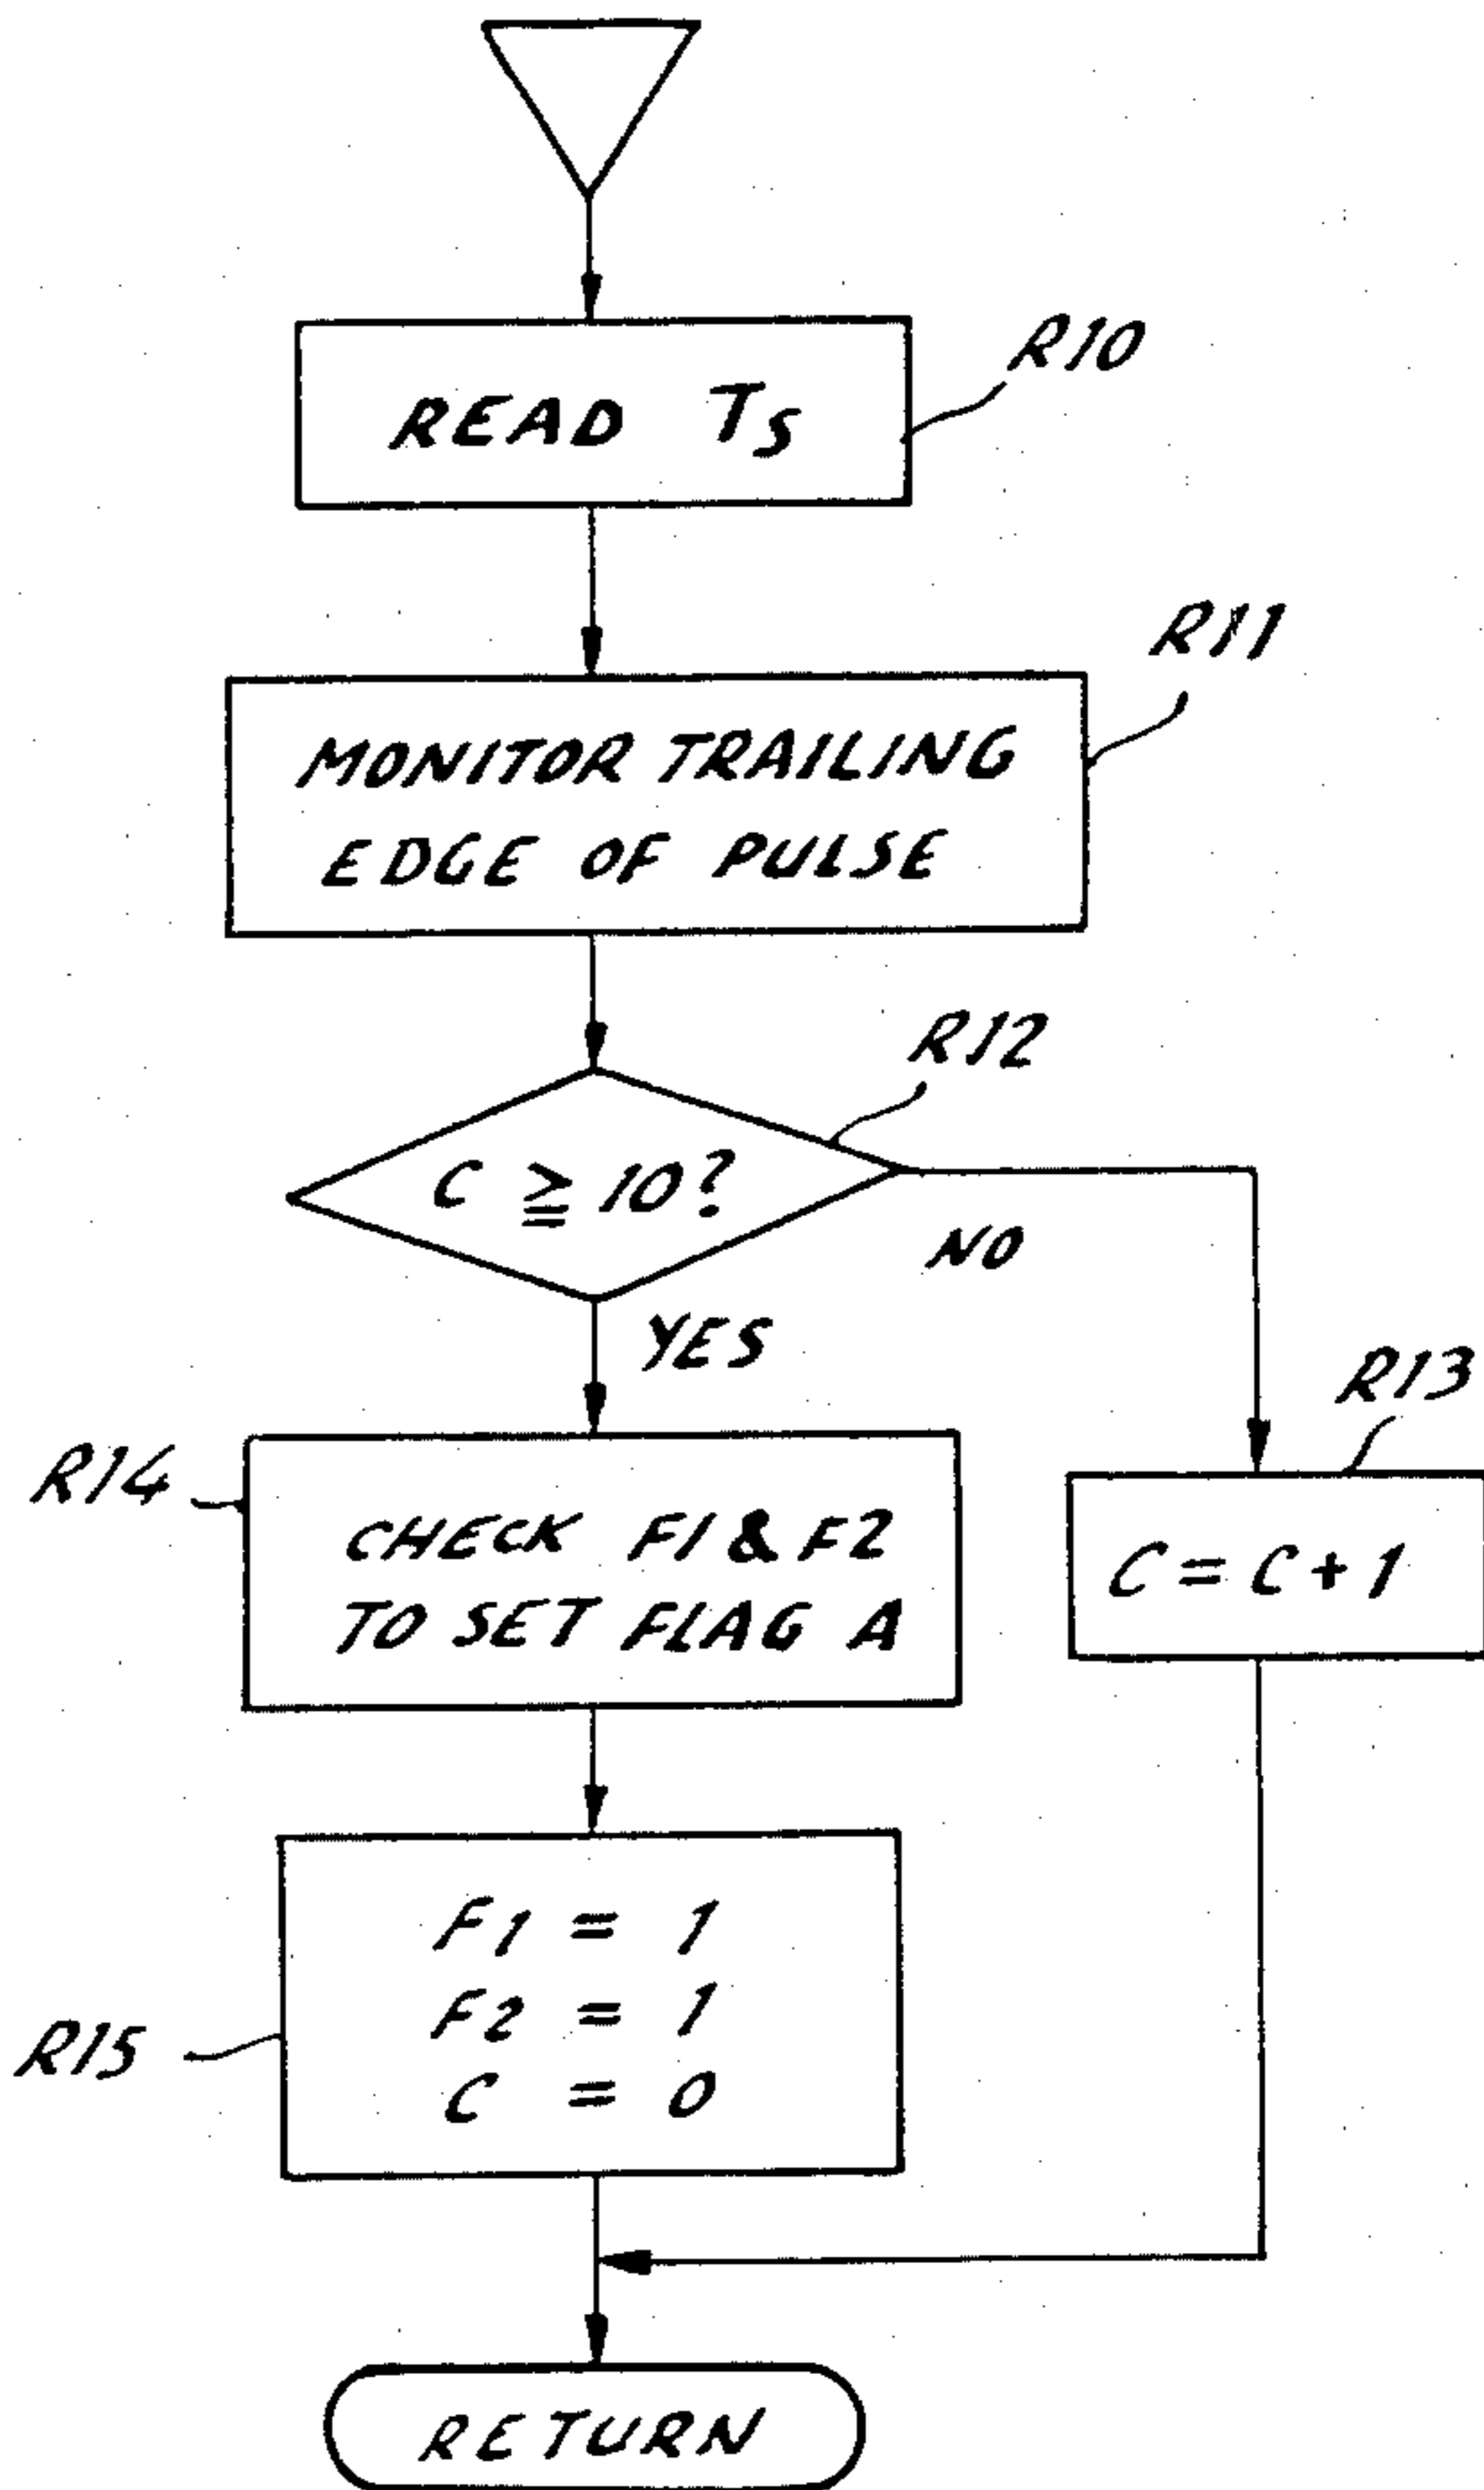 READ Ts
R10
R11
MONITOR TRAILING
EDGE OF PULSE
R12
C ≧ 10?
NO
YES
R13
R14
CHECK F1 & F2
TO SET FLAG A
C = C + 1
F1 = 1
F2 = 1
C = 0
R15
RETURN